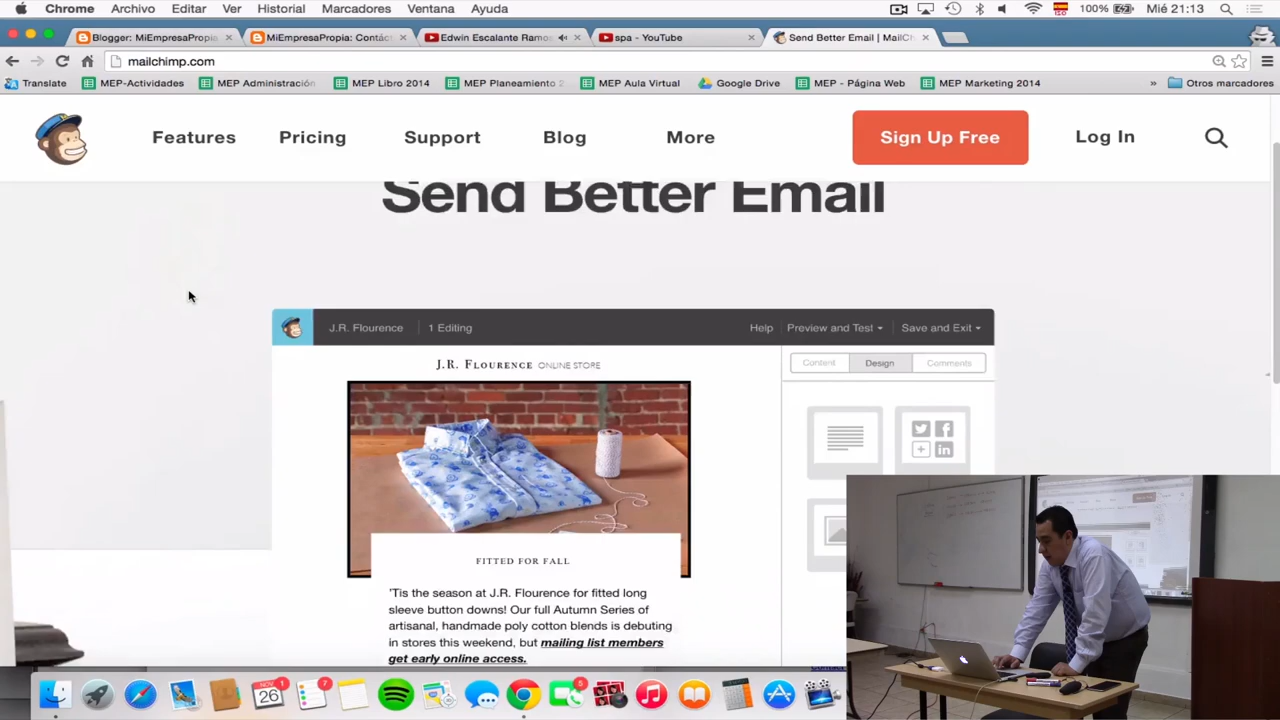 Chrome Archivo Editar Ver Historial Marcadores Ventana Ayuda 100% Mié 21:13
Blogger: MiEmpresaPropia MiEmpresaPropia: Contác Edwin Escalante Ramos spa - YouTube Send Better Email | MailCh
mailchimp.com
Translate MEP-Actividades MEP Administración MEP Libro 2014 MEP Planeamiento 2 MEP Aula Virtual Google Drive MEP - Página Web MEP Marketing 2014 » Otros marcadores
Features Pricing Support Blog More Sign Up Free Log In
Send Better Email
J.R. Flourence 1 Editing Help Preview and Test Save and Exit
J.R. FLOURENCE ONLINE STORE
Content Design Comments
FITTED FOR FALL
'Tis the season at J.R. Flourence for fitted long
sleeve button downs! Our full Autumn Series of
artisanal, handmade poly cotton blends is debuting
in stores this weekend, but mailing list members
get early online access.
NOV 1
26
7
5